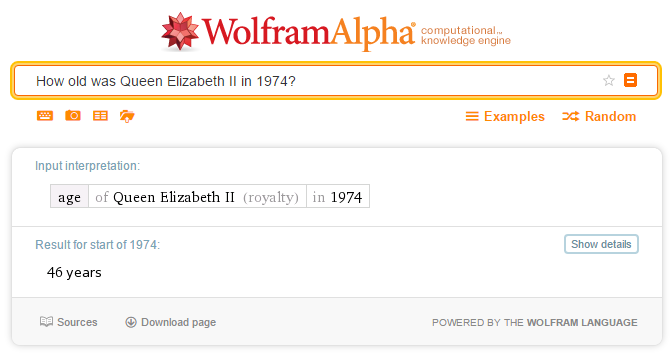 WolframAlpha® computational...
knowledge engine
How old was Queen Elizabeth II in 1974?
Examples Random
Input interpretation:
age of Queen Elizabeth II (royalty) in 1974
Result for start of 1974: Show details
46 years
Sources Download page POWERED BY THE WOLFRAM LANGUAGE